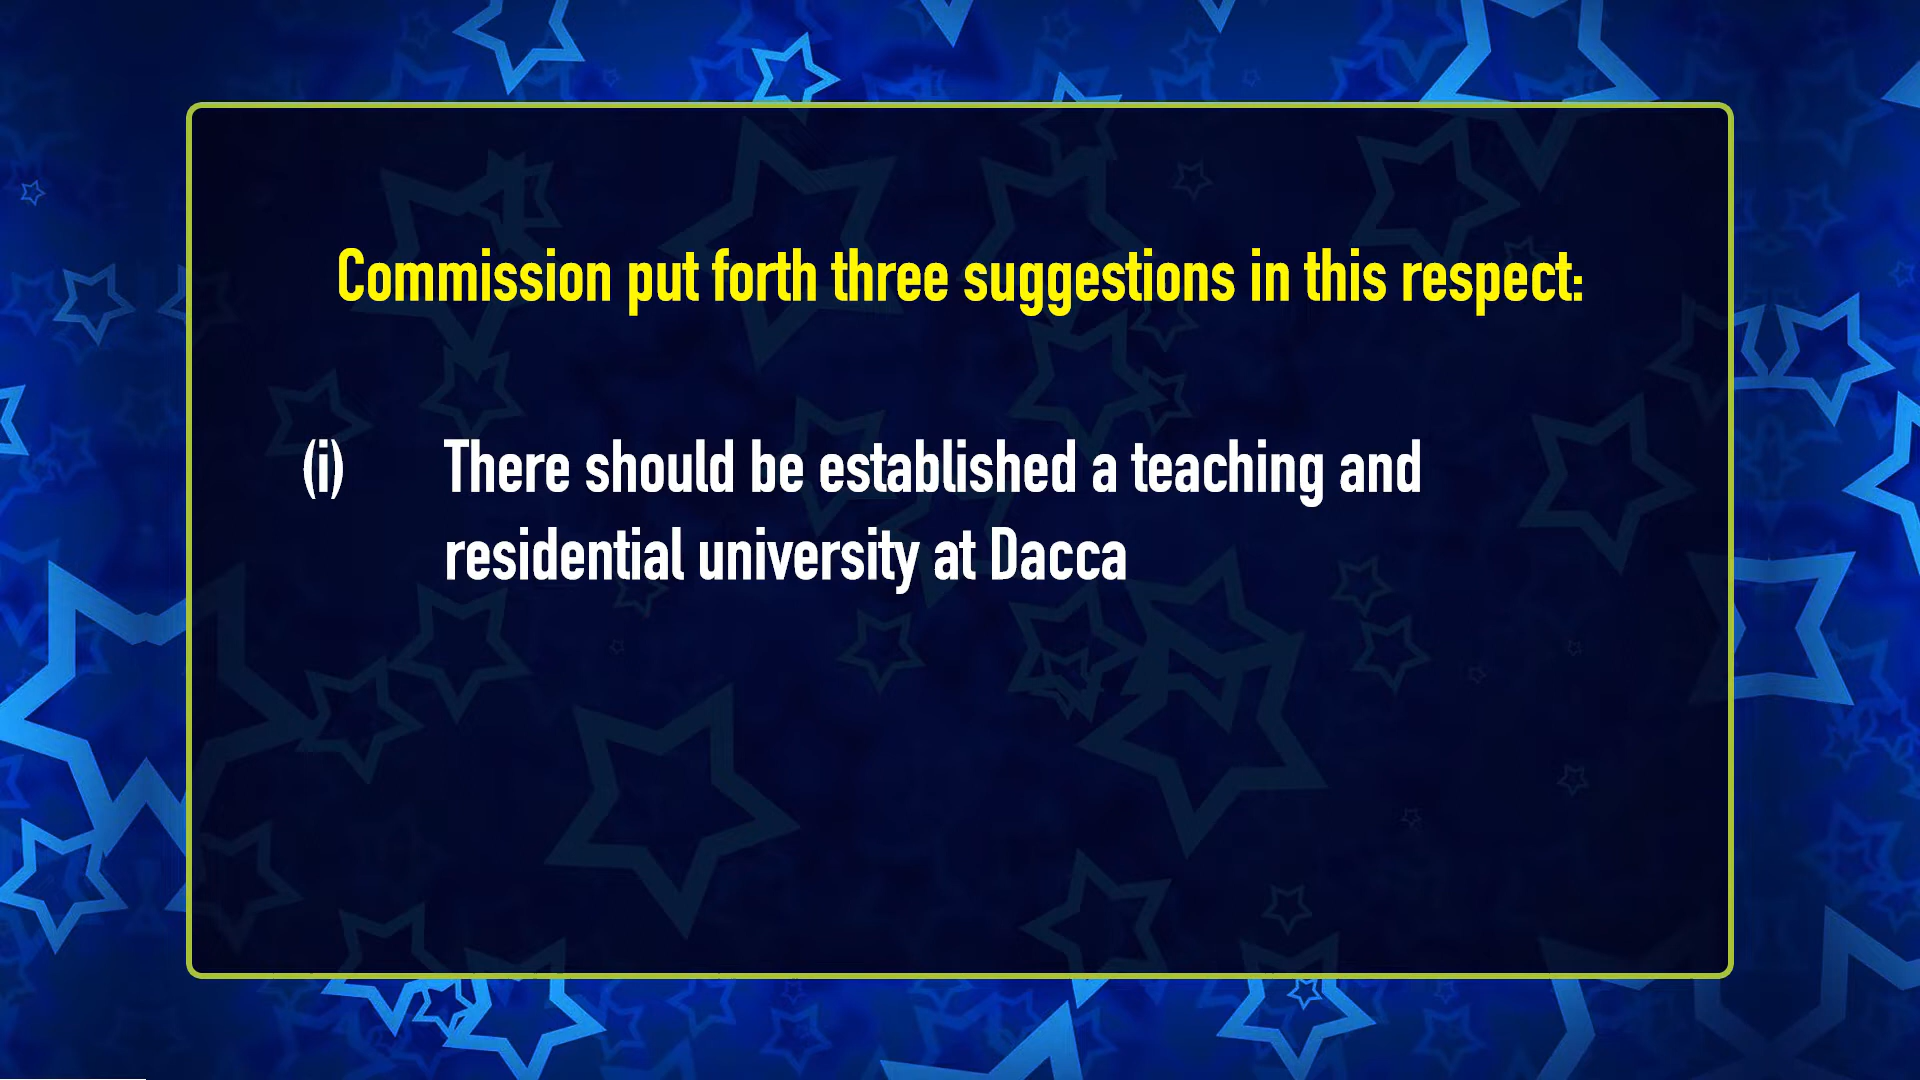 Commission put forth three suggestions in this respect:
(i) There should be established a teaching and
residential university at Dacca